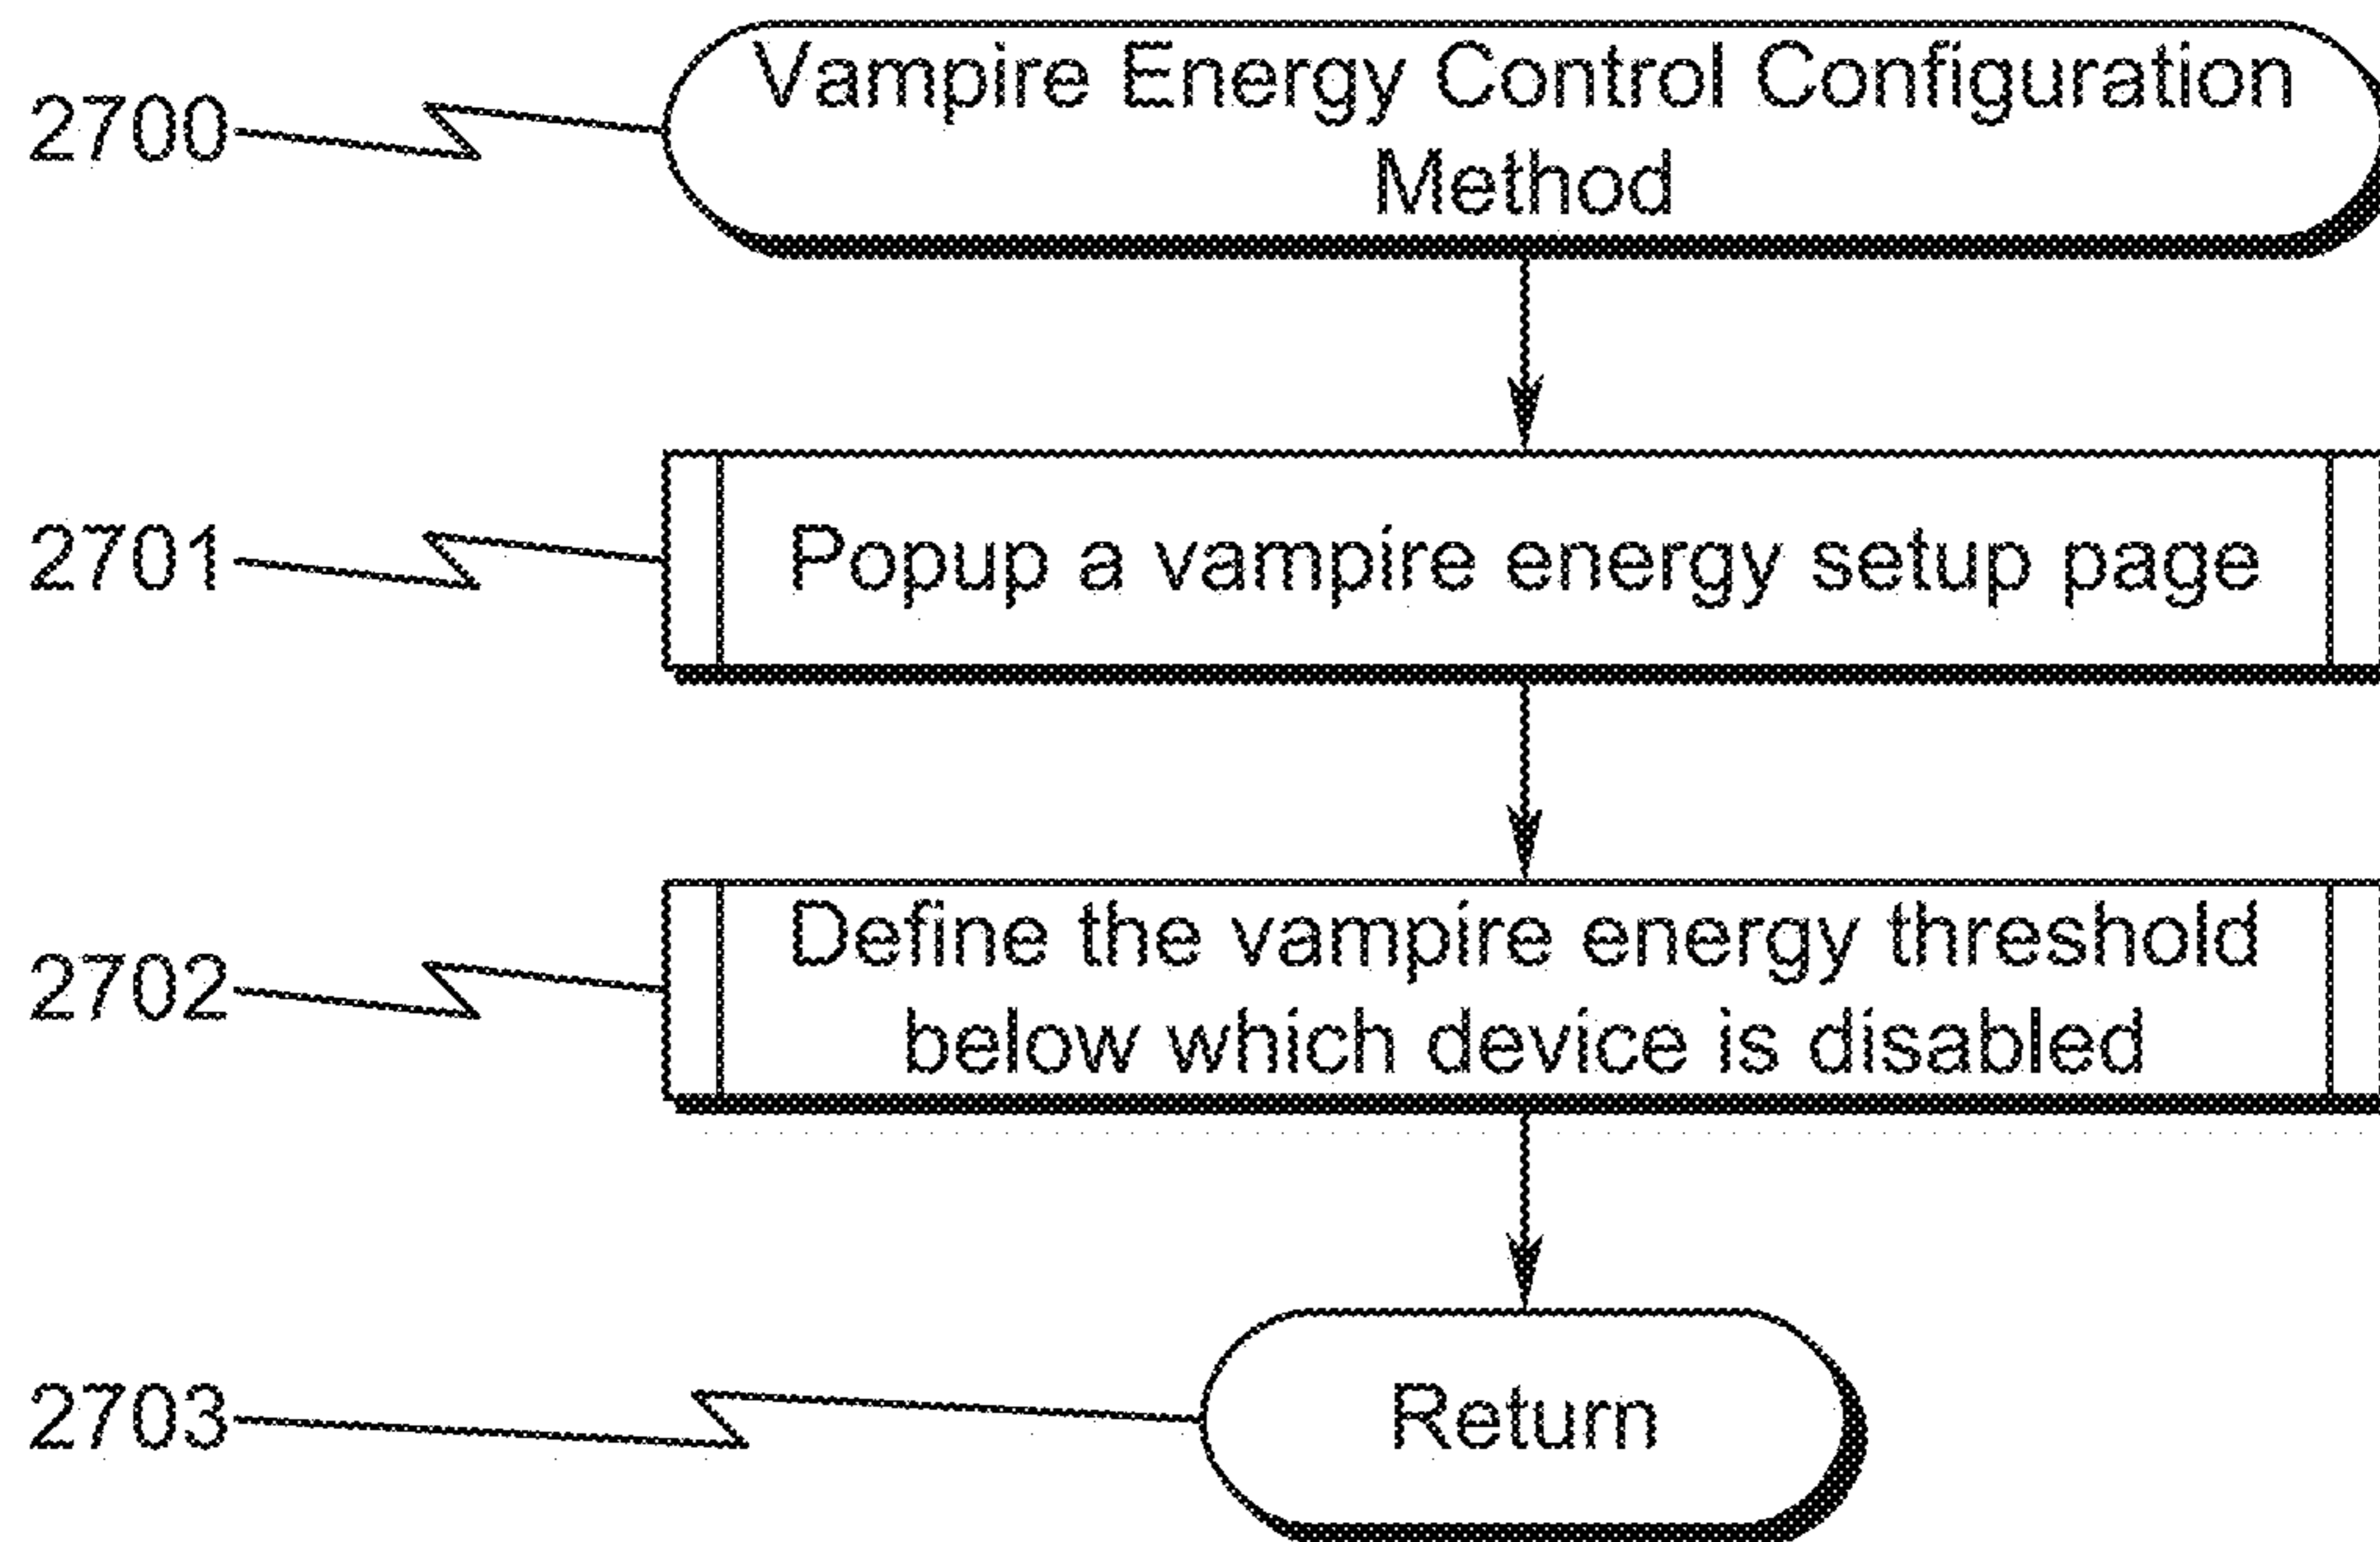 2700
Vampire Energy Control Configuration
Method
2701
Popup a vampire energy setup page
2702
Define the vampire energy threshold
below which device is disabled
2703
Return